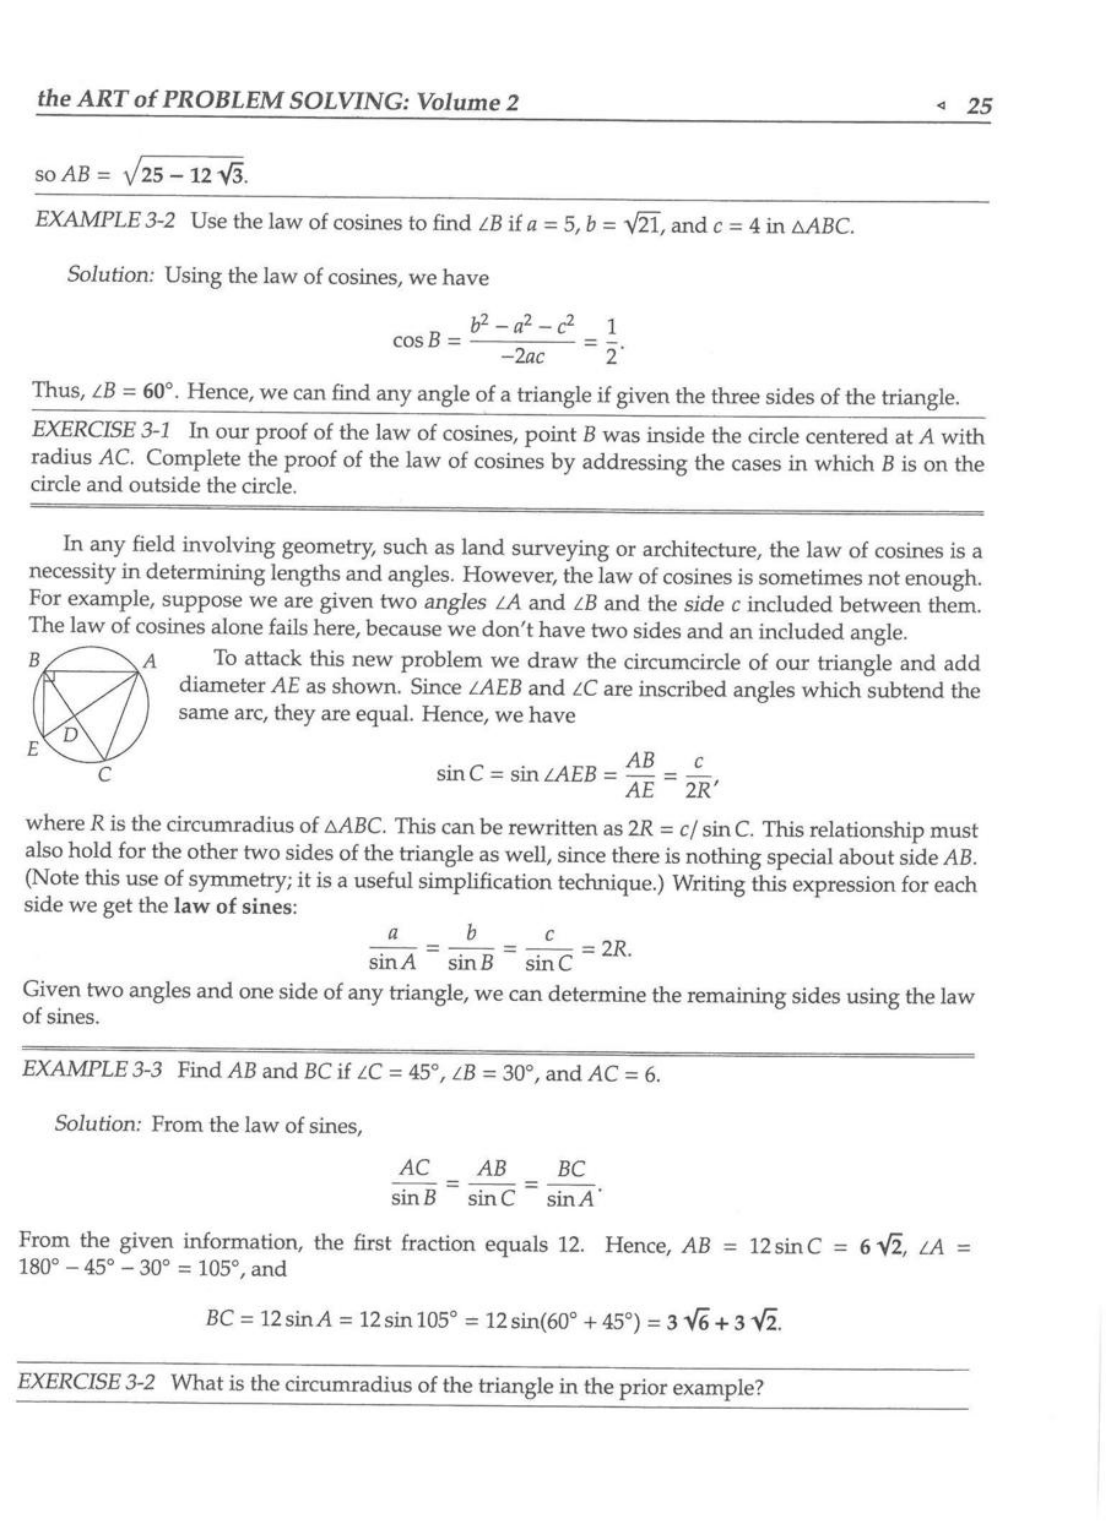 the ART of PROBLEM SOLVING: Volume 2 ◃ 25
so AB = √(25 − 12√3).
EXAMPLE 3-2 Use the law of cosines to find ∠B if a = 5, b = √21, and c = 4 in △ABC.
Solution: Using the law of cosines, we have
cos B = (b² − a² − c²)/(−2ac) = 1/2.
Thus, ∠B = 60°. Hence, we can find any angle of a triangle if given the three sides of the triangle.
EXERCISE 3-1 In our proof of the law of cosines, point B was inside the circle centered at A with
radius AC. Complete the proof of the law of cosines by addressing the cases in which B is on the
circle and outside the circle.
In any field involving geometry, such as land surveying or architecture, the law of cosines is a
necessity in determining lengths and angles. However, the law of cosines is sometimes not enough.
For example, suppose we are given two angles ∠A and ∠B and the side c included between them.
The law of cosines alone fails here, because we don't have two sides and an included angle.
B A
E D
C
To attack this new problem we draw the circumcircle of our triangle and add
diameter AE as shown. Since ∠AEB and ∠C are inscribed angles which subtend the
same arc, they are equal. Hence, we have
sin C = sin ∠AEB = AB/AE = c/2R,
where R is the circumradius of △ABC. This can be rewritten as 2R = c/ sin C. This relationship must
also hold for the other two sides of the triangle as well, since there is nothing special about side AB.
(Note this use of symmetry; it is a useful simplification technique.) Writing this expression for each
side we get the law of sines:
a/sin A = b/sin B = c/sin C = 2R.
Given two angles and one side of any triangle, we can determine the remaining sides using the law
of sines.
EXAMPLE 3-3 Find AB and BC if ∠C = 45°, ∠B = 30°, and AC = 6.
Solution: From the law of sines,
AC/sin B = AB/sin C = BC/sin A.
From the given information, the first fraction equals 12. Hence, AB = 12 sin C = 6√2, ∠A =
180° − 45° − 30° = 105°, and
BC = 12 sin A = 12 sin 105° = 12 sin(60° + 45°) = 3√6 + 3√2.
EXERCISE 3-2 What is the circumradius of the triangle in the prior example?